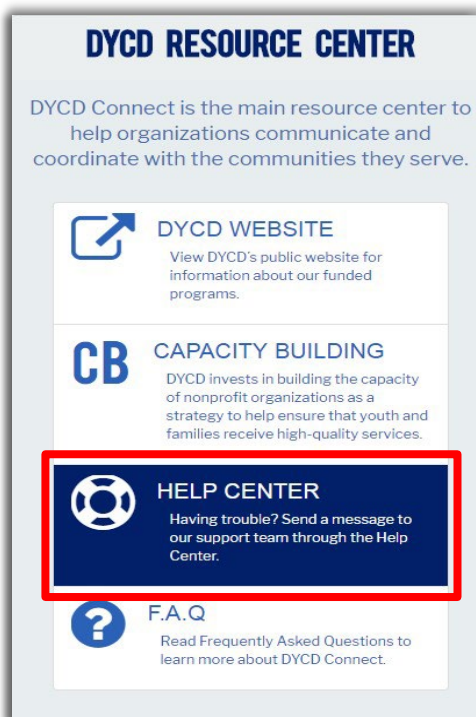 DYCD RESOURCE CENTER
DYCD Connect is the main resource center to
help organizations communicate and
coordinate with the communities they serve.
DYCD WEBSITE
View DYCD's public website for
information about our funded
programs.
CB
CAPACITY BUILDING
DYCD invests in building the capacity
of nonprofit organizations as a
strategy to help ensure that youth and
families receive high-quality services.
HELP CENTER
Having trouble? Send a message to
our support team through the Help
Center.
?
F.A.Q
Read Frequently Asked Questions to
learn more about DYCD Connect.